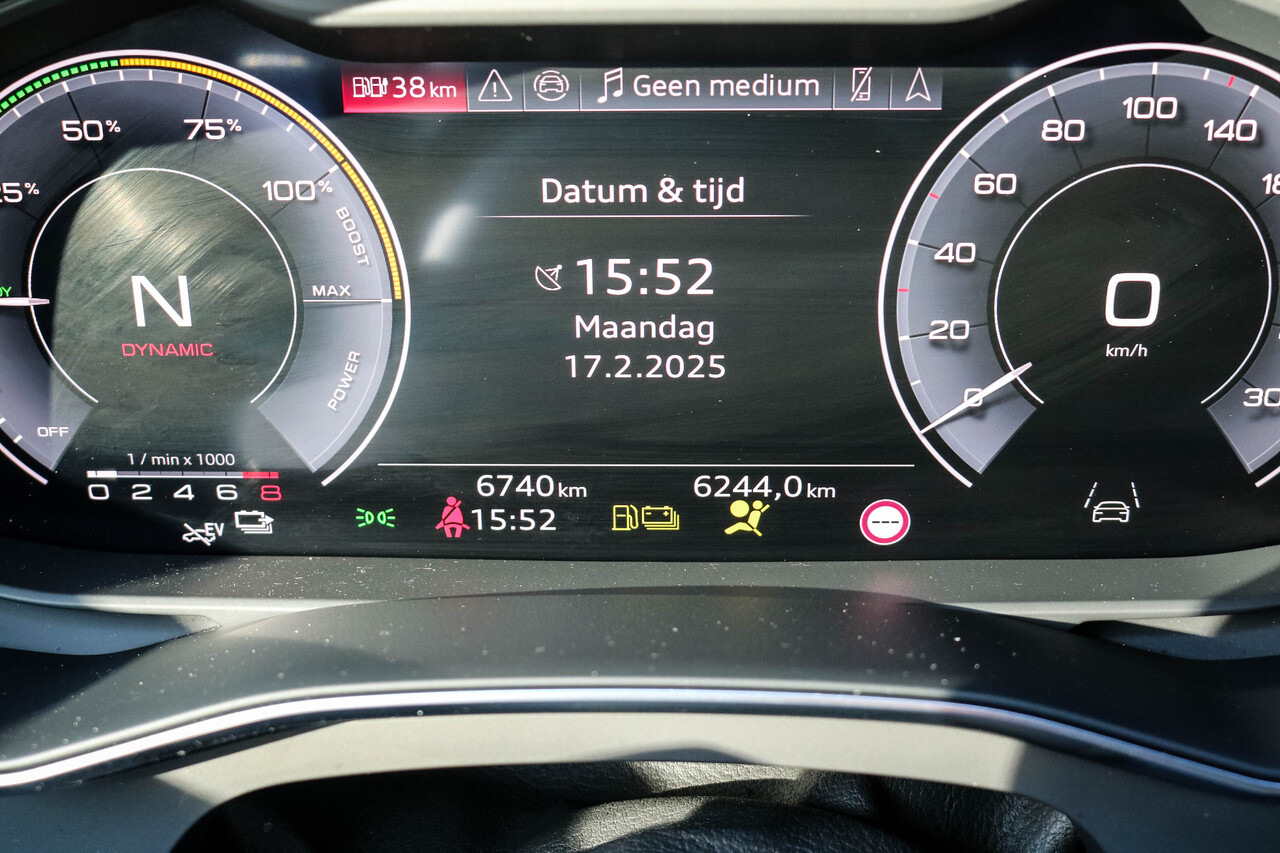 38 km
Geen medium
50%
75%
100%
BOOST
MAX
POWER
OFF
N
DYNAMIC
1 / min x 1000
0 2 4 6 8
EV
Datum & tijd
15:52
Maandag
17.2.2025
6740 km
6244,0 km
15:52
---
0
20
40
60
80
100
140
0
km/h